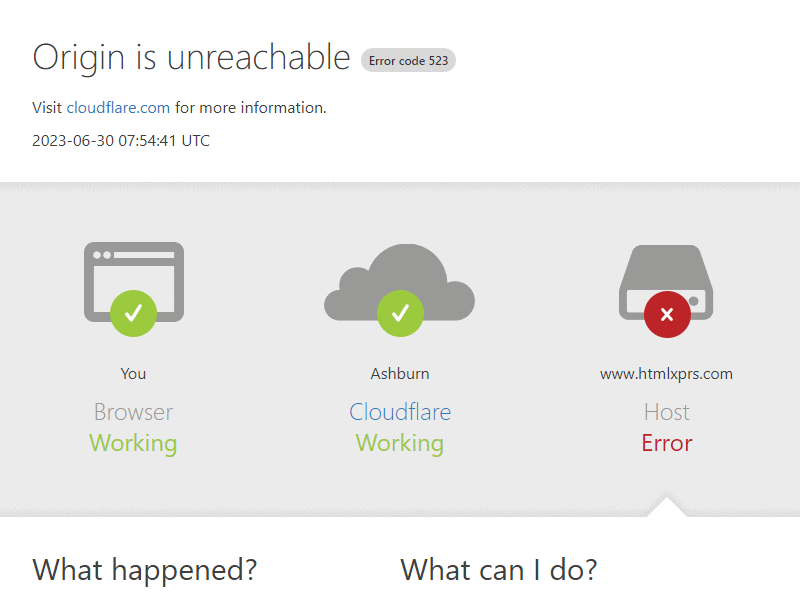 Origin is unreachable Error code 523
Visit cloudflare.com for more information.
2023-06-30 07:54:41 UTC
You
Browser
Working
Ashburn
Cloudflare
Working
www.htmlxprs.com
Host
Error
What happened?
What can I do?